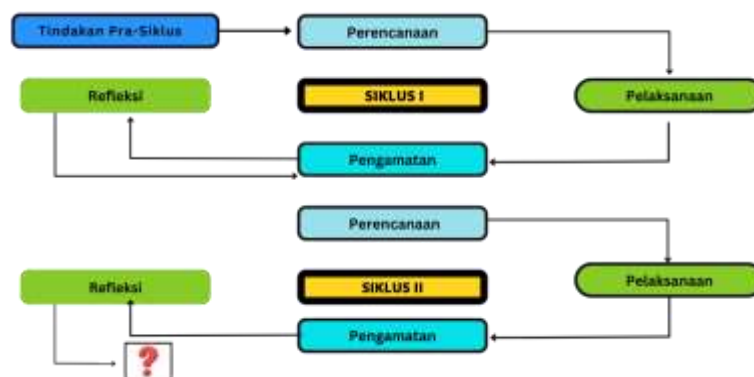 Tindakan Pra-Siklus
Perencanaan
Refleksi
SIKLUS I
Pelaksanaan
Pengamatan
Perencanaan
Refleksi
SIKLUS II
Pelaksanaan
Pengamatan
?